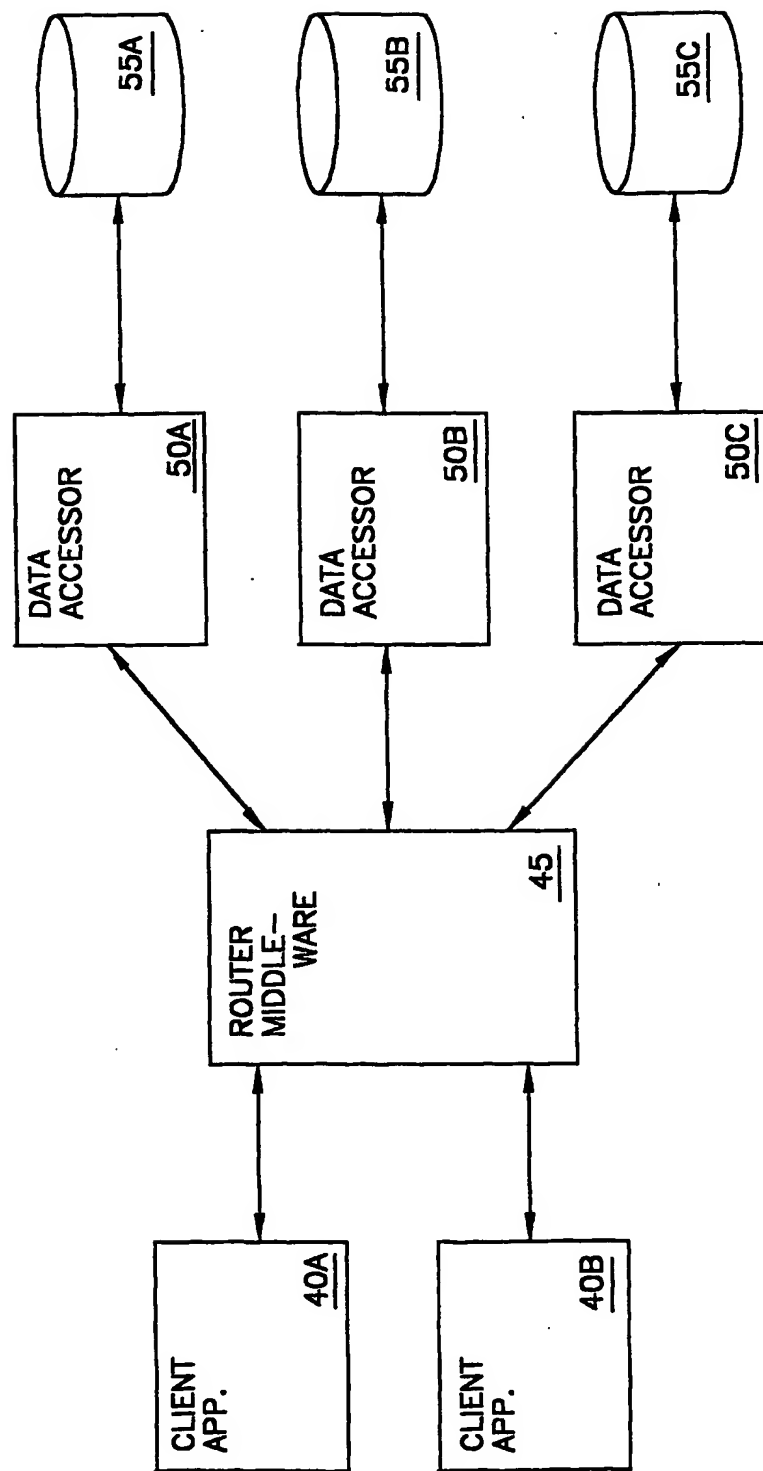 CLIENT
APP.
40A
CLIENT
APP.
40B
ROUTER
MIDDLE–
WARE
45
DATA
ACCESSOR
50A
DATA
ACCESSOR
50B
DATA
ACCESSOR
50C
55A
55B
55C